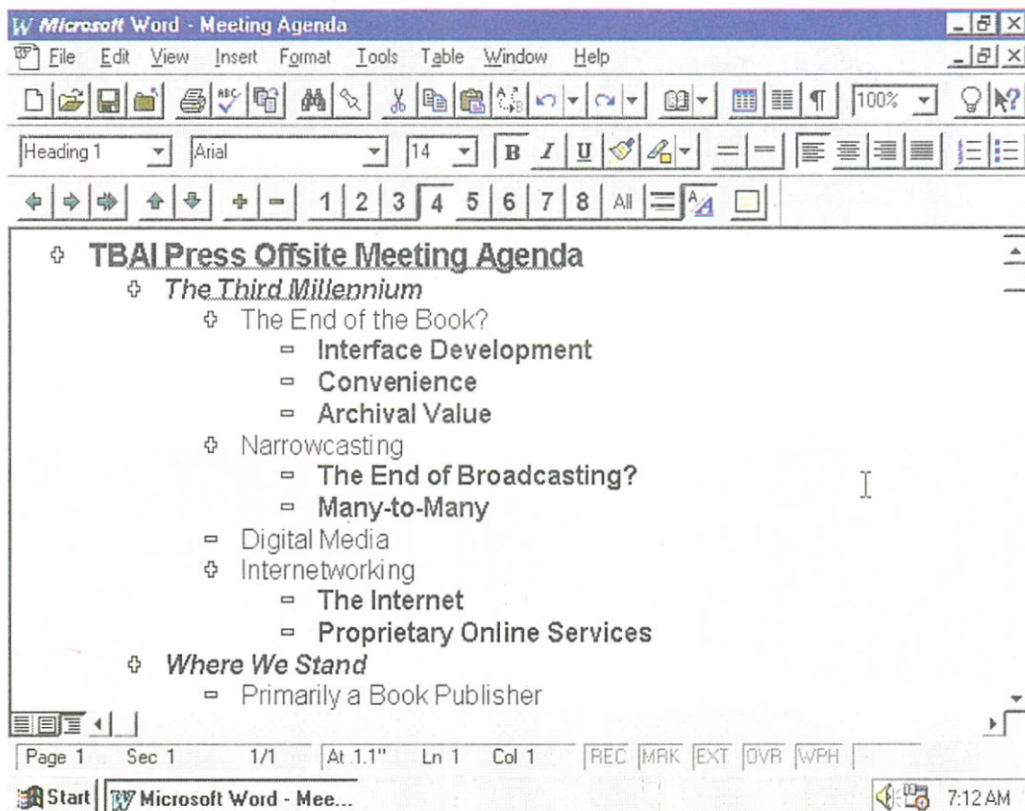 Microsoft Word - Meeting Agenda
File Edit View Insert Format Tools Table Window Help
ABC 100%
Heading 1 Arial 14 B I U
1 2 3 4 5 6 7 8 All A/A
TBAI Press Offsite Meeting Agenda
The Third Millennium
The End of the Book?
Interface Development
Convenience
Archival Value
Narrowcasting
The End of Broadcasting?
Many-to-Many
Digital Media
Internetworking
The Internet
Proprietary Online Services
Where We Stand
Primarily a Book Publisher
Page 1 Sec 1 1/1 At 1.1" Ln 1 Col 1 REC MRK EXT OVR WPH
Start Microsoft Word - Mee... 7:12 AM